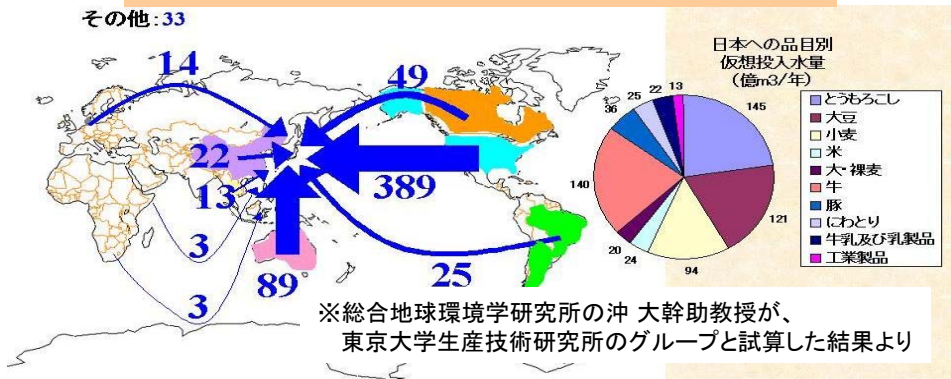 その他:33
14
49
22
13
389
3
3
89
25
日本への品目別
仮想投入水量
(億m3/年)
13
22
25
36
145
140
121
20
24
94
とうもろこし
大豆
小麦
米
大・裸麦
牛
豚
にわとり
牛乳及び乳製品
工業製品
※総合地球環境学研究所の沖 大幹助教授が、
東京大学生産技術研究所のグループと試算した結果より